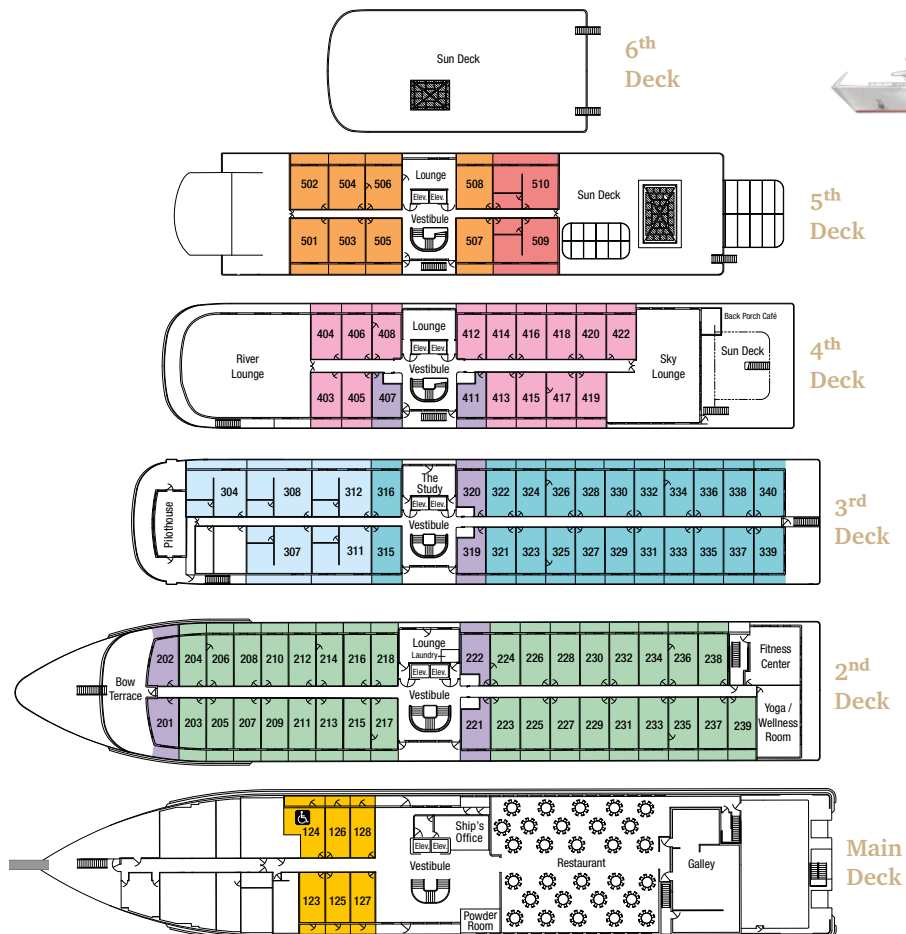 Sun Deck
6th
Deck
502 504 506 Lounge 508 510
Elev. Elev.
Sun Deck
Vestibule
501 503 505 507 509
5th
Deck
404 406 408 Lounge 412 414 416 418 420 422
Back Porch Café
Elev. Elev.
River
Lounge
Vestibule
Sky
Lounge
Sun Deck
403 405 407 411 413 415 417 419
4th
Deck
304 308 312 316 The
Study
320 322 324 326 328 330 332 334 336 338 340
Elev. Elev.
Pilothouse
Vestibule
307 311 315 319 321 323 325 327 329 331 333 335 337 339
3rd
Deck
202 204 206 208 210 212 214 216 218 Lounge
Laundry
222 224 226 228 230 232 234 236 238 Fitness
Center
Elev. Elev.
Bow
Terrace
Vestibule
201 203 205 207 209 211 213 215 217 221 223 225 227 229 231 233 235 237 239 Yoga /
Wellness
Room
2nd
Deck
124 126 128 Ship's
Office
Elev. Elev.
Vestibule
Restaurant
Galley
123 125 127 Powder
Room
Main
Deck